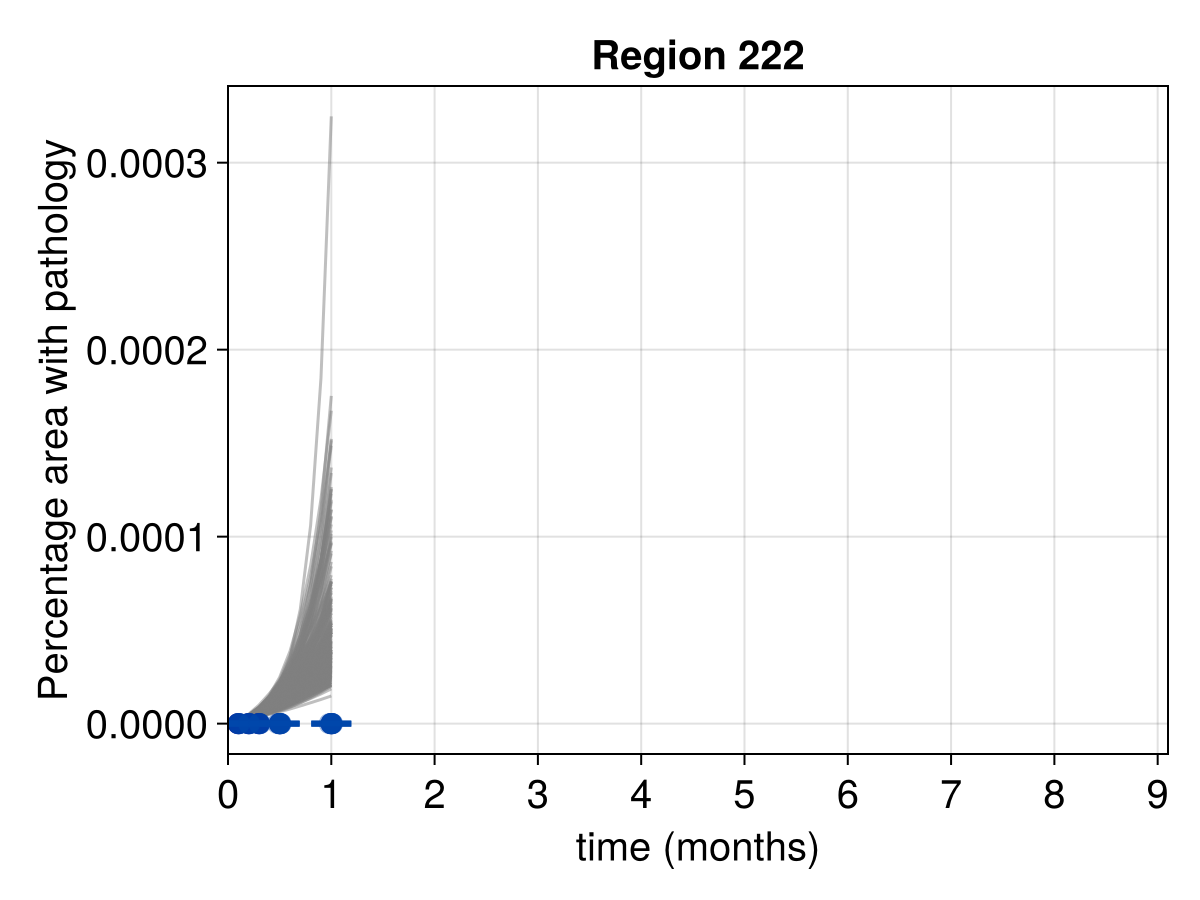 Region 222
Percentage area with pathology
0.0003
0.0002
0.0001
0.0000
0 1 2 3 4 5 6 7 8 9
time (months)